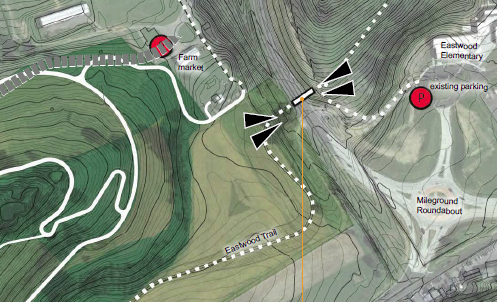 Eastwood
Elementary
Farm
market
existing parking
Mileground
Roundabout
Eastwood Trail